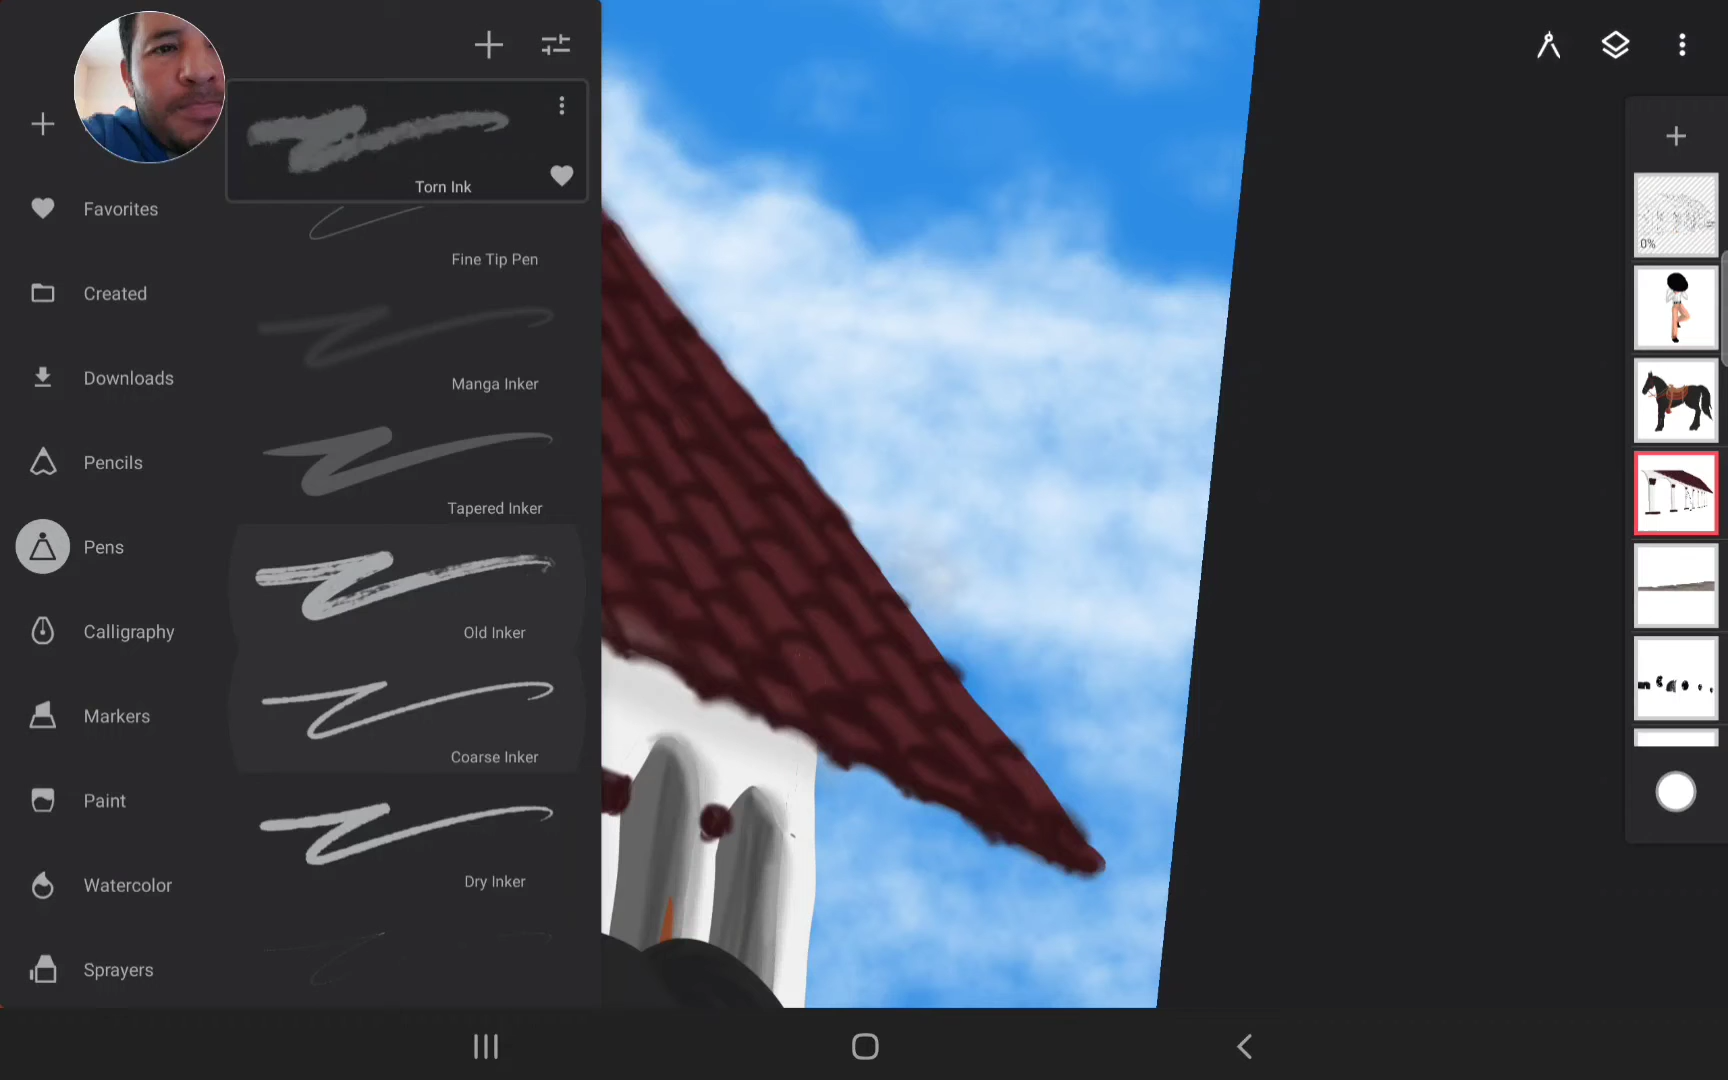 Torn Ink
Favorites
Fine Tip Pen
0%
Created
Downloads
Manga Inker
Pencils
Tapered Inker
Pens
Calligraphy
Old Inker
Markers
Coarse Inker
Paint
Watercolor
Dry Inker
Sprayers